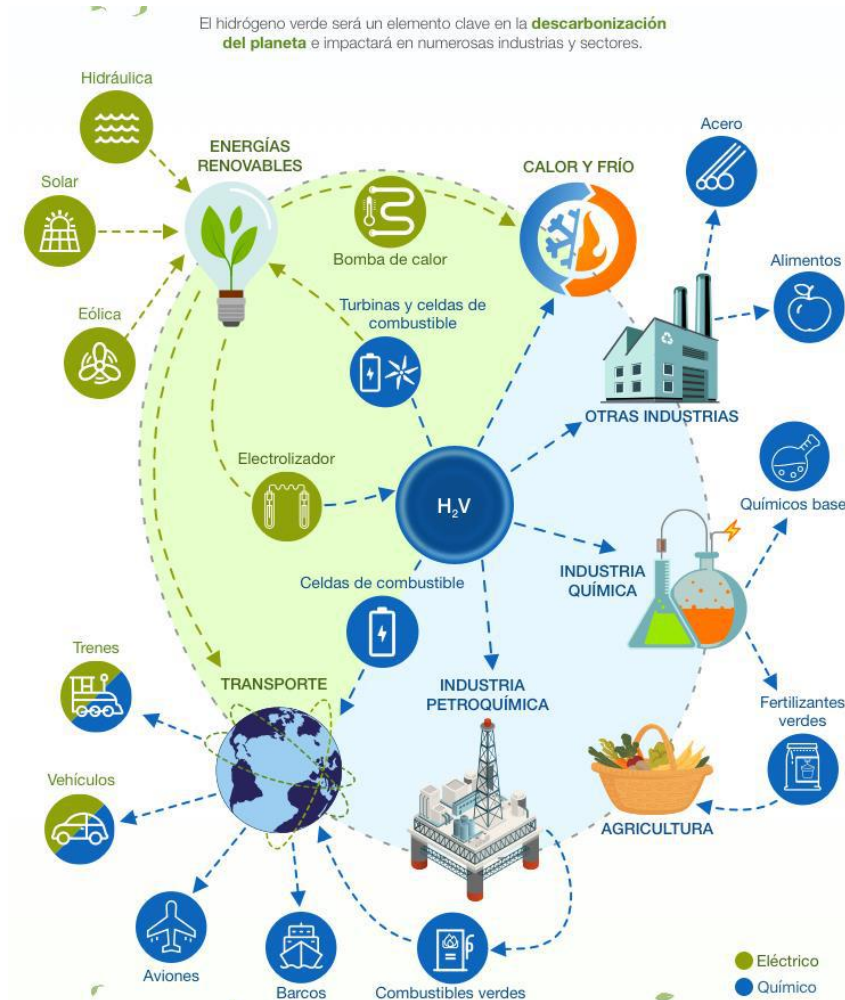 El hidrógeno verde será un elemento clave en la descarbonización
del planeta e impactará en numerosas industrias y sectores.
Hidráulica
Solar
Eólica
ENERGÍAS
RENOVABLES
Bomba de calor
CALOR Y FRÍO
Acero
Alimentos
OTRAS INDUSTRIAS
Turbinas y celdas de
combustible
Electrolizador
H₂V
Químicos base
INDUSTRIA
QUÍMICA
Celdas de combustible
Trenes
TRANSPORTE
Vehículos
INDUSTRIA
PETROQUÍMICA
Fertilizantes
verdes
AGRICULTURA
Aviones
Barcos
Combustibles verdes
Eléctrico
Químico